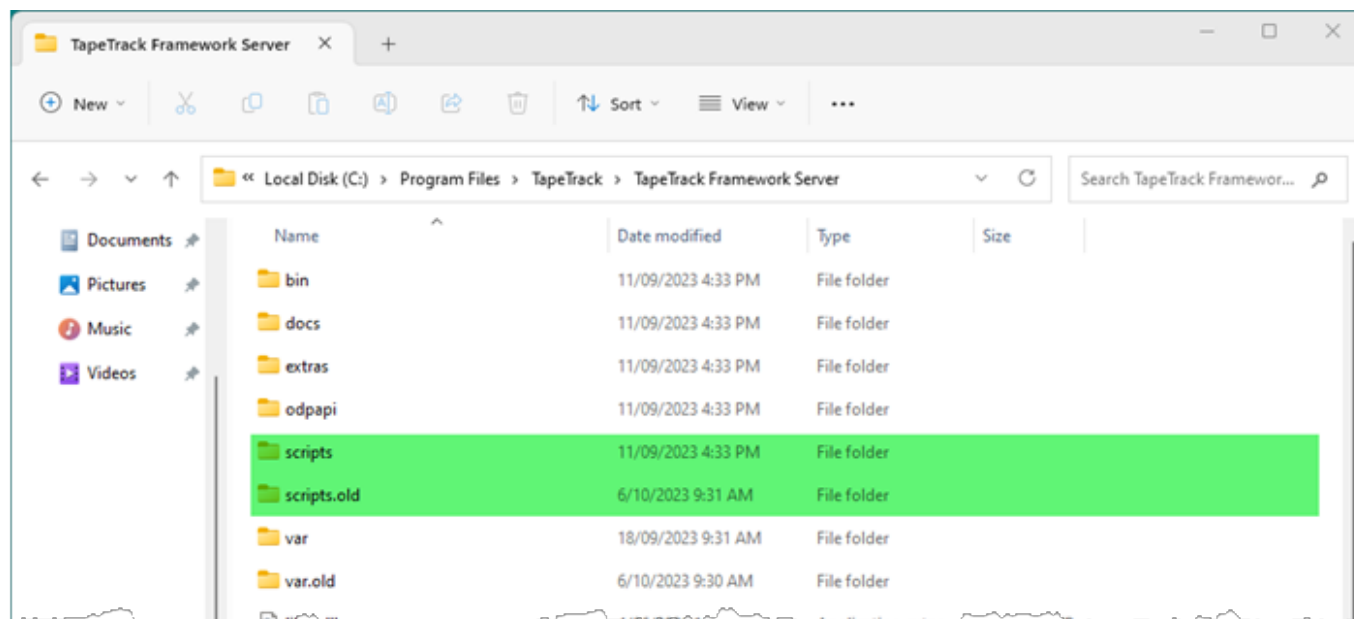 TapeTrack Framework Server
New
Sort
View
« Local Disk (C:) > Program Files > TapeTrack > TapeTrack Framework Server
Search TapeTrack Framewor...
Documents
Pictures
Music
Videos
Name Date modified Type Size
bin 11/09/2023 4:33 PM File folder
docs 11/09/2023 4:33 PM File folder
extras 11/09/2023 4:33 PM File folder
odpapi 11/09/2023 4:33 PM File folder
scripts 11/09/2023 4:33 PM File folder
scripts.old 6/10/2023 9:31 AM File folder
var 18/09/2023 9:31 AM File folder
var.old 6/10/2023 9:30 AM File folder